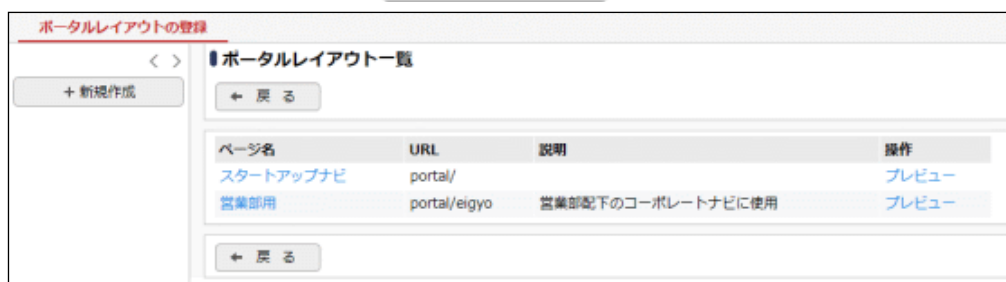 ポータルレイアウトの登録
< >
ポータルレイアウト一覧
+ 新規作成
← 戻 る
ページ名 URL 説明 操作
スタートアップナビ portal/ プレビュー
営業部用 portal/eigyo 営業部配下のコーポレートナビに使用 プレビュー
← 戻 る